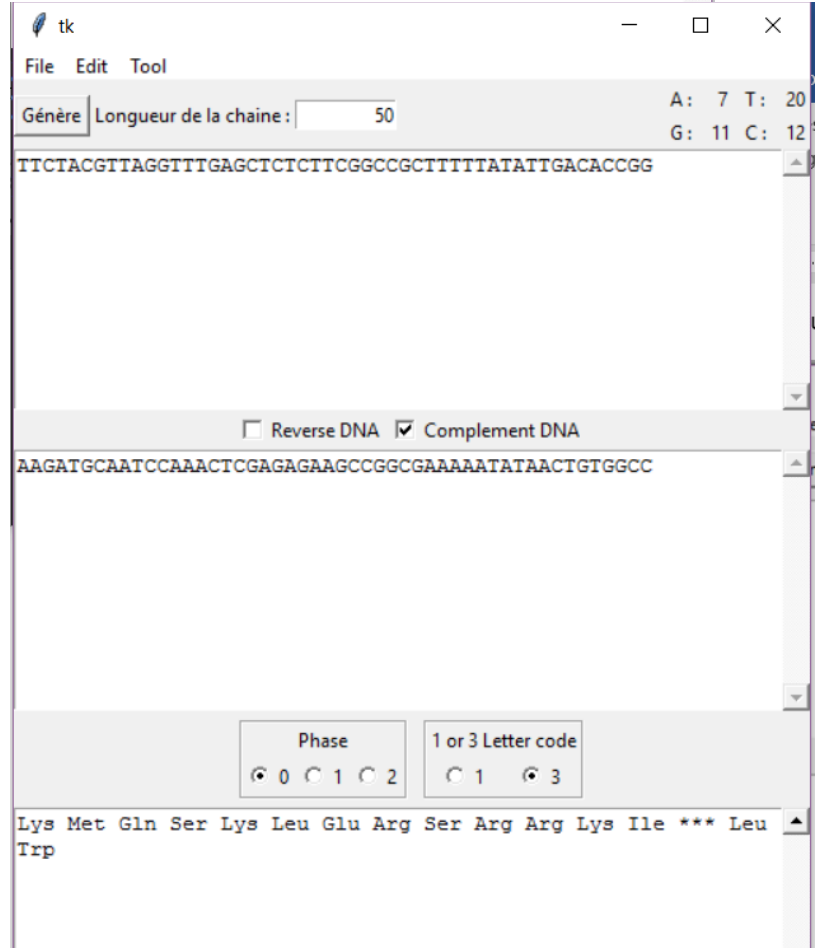 tk
File Edit Tool
Génère Longueur de la chaine : 50
A : 7 T : 20
G : 11 C : 12
TTCTACGTTAGGTTTGAGCTCTCTTCGGCCGCTTTTTATATTGACACCGG
Reverse DNA Complement DNA
AAGATGCAATCCAAACTCGAGAGAAGCCGGCGAAAAATATAACTGTGGCC
Phase
0 1 2
1 or 3 Letter code
1 3
Lys Met Gln Ser Lys Leu Glu Arg Ser Arg Arg Lys Ile *** Leu
Trp